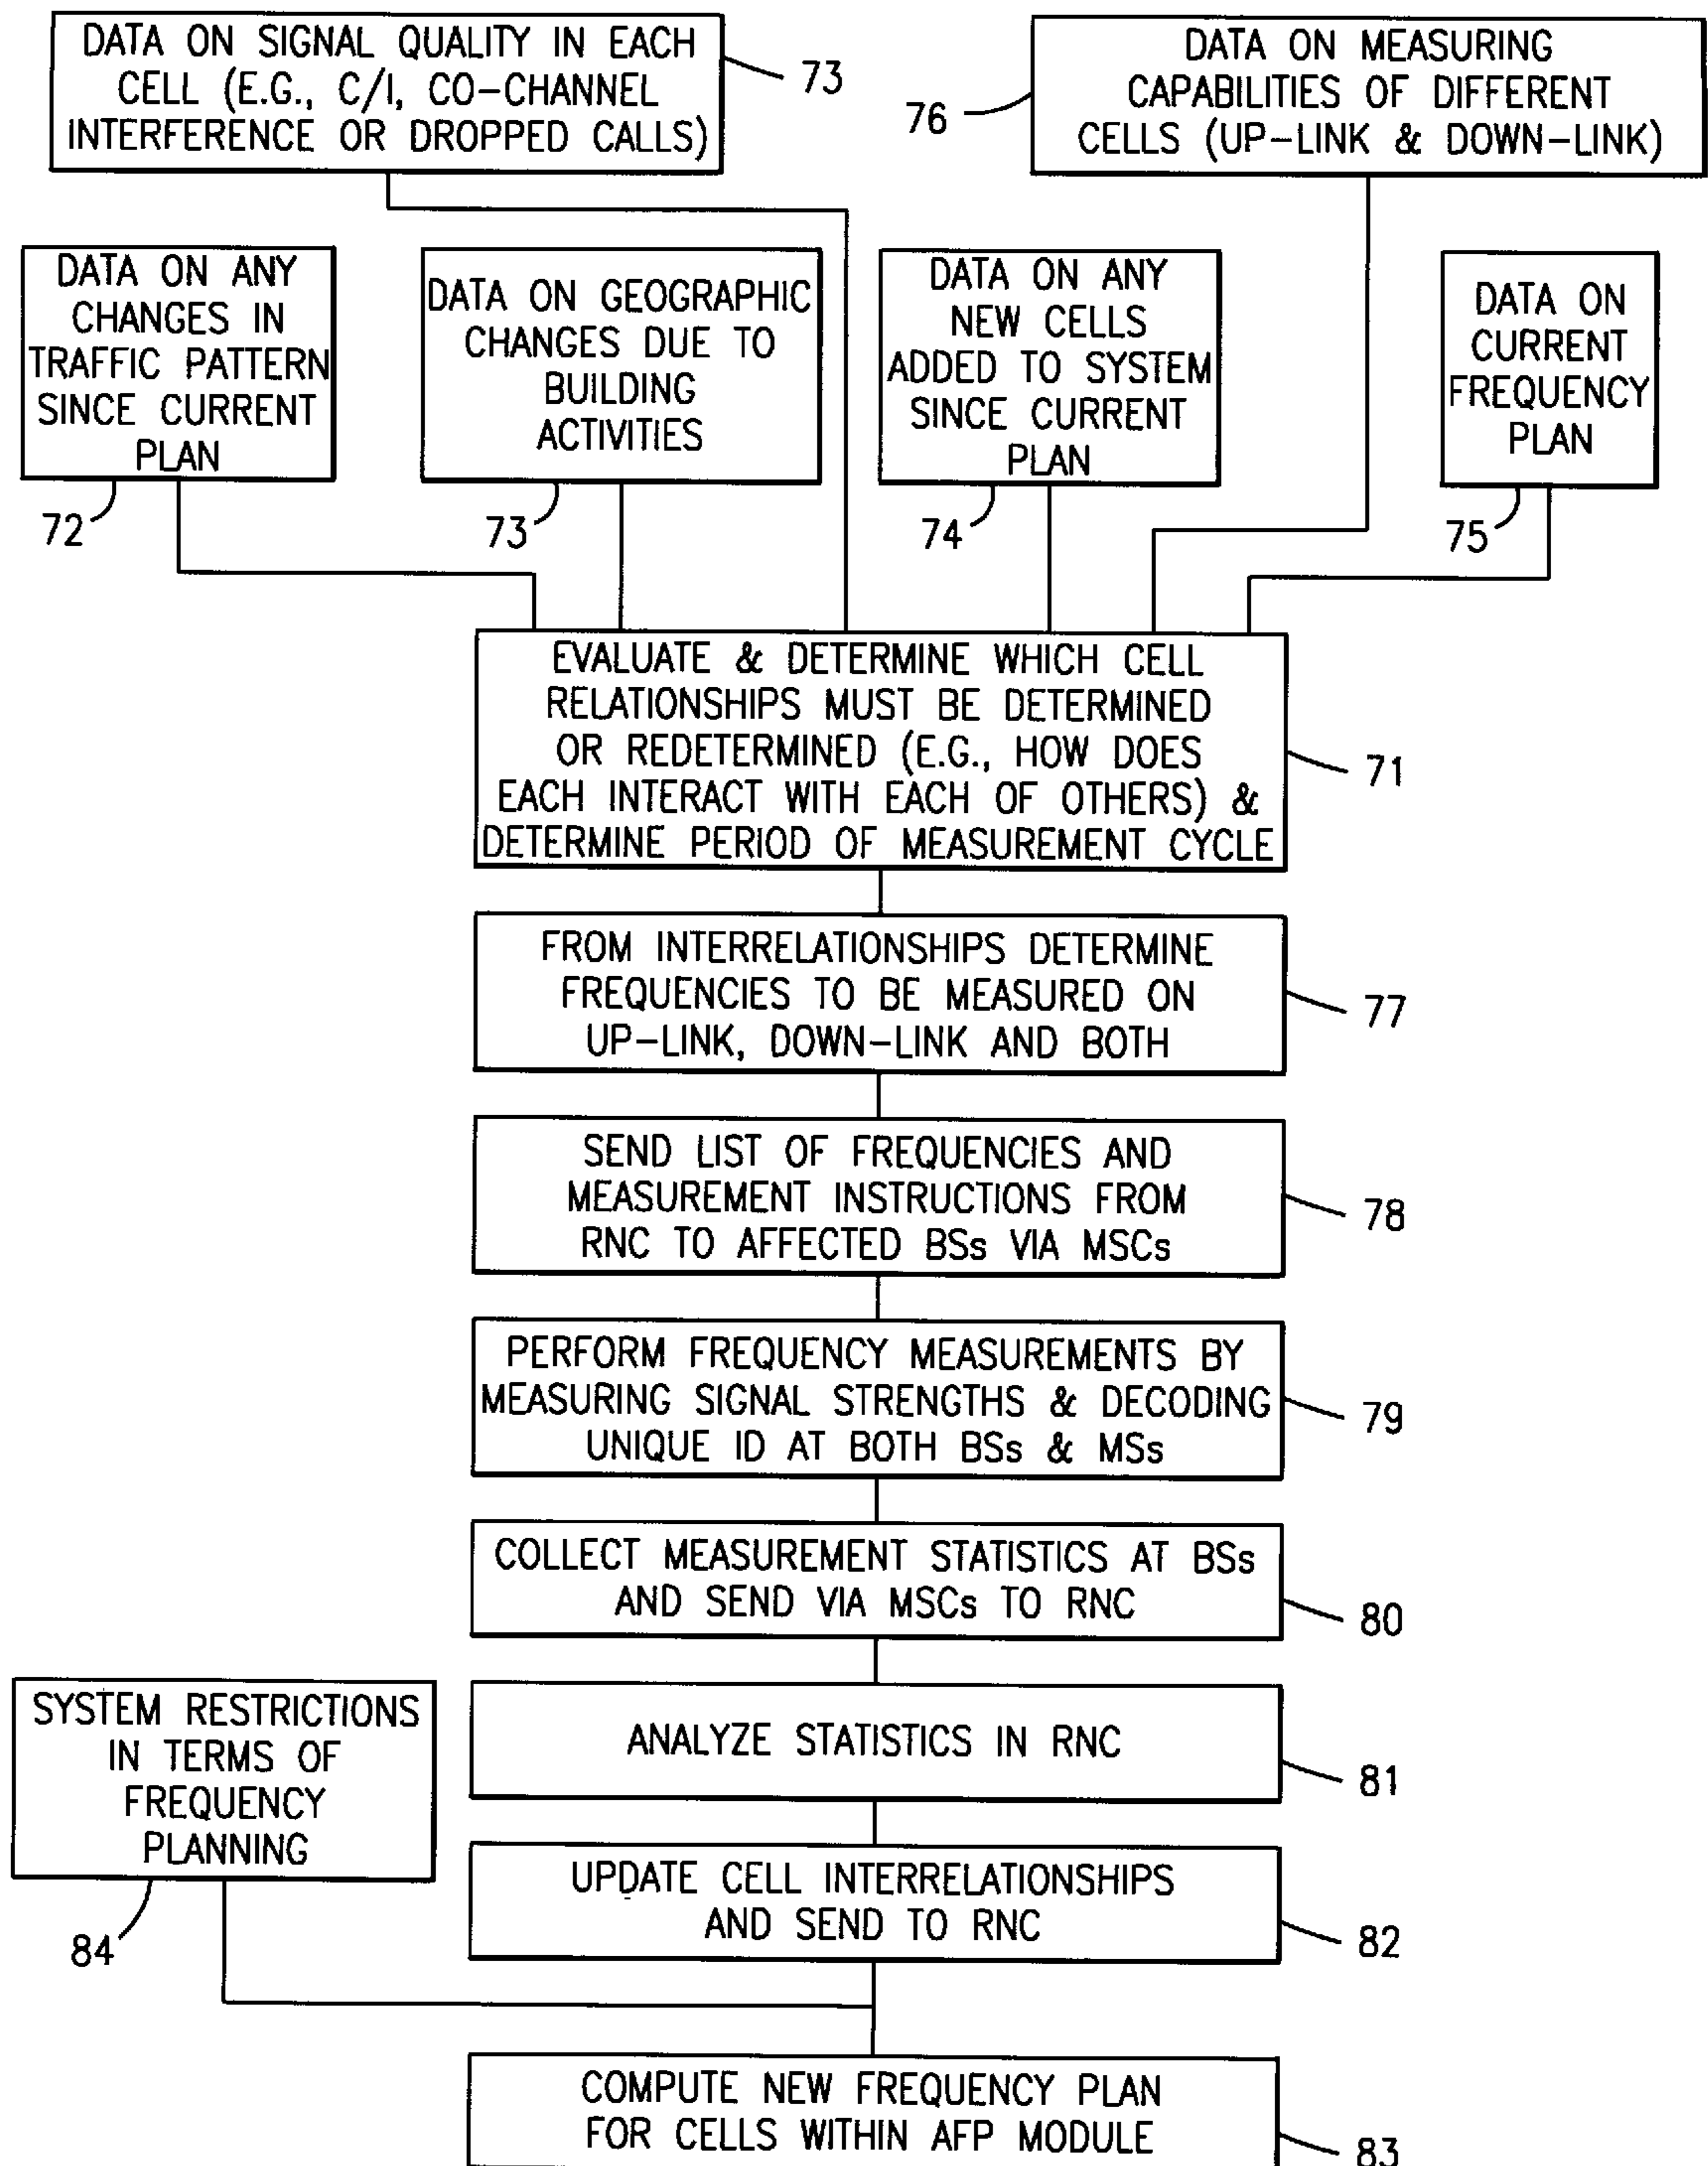 DATA ON SIGNAL QUALITY IN EACH
CELL (E.G., C/I, CO-CHANNEL
INTERFERENCE OR DROPPED CALLS)
73
76
DATA ON MEASURING
CAPABILITIES OF DIFFERENT
CELLS (UP-LINK & DOWN-LINK)
DATA ON ANY
CHANGES IN
TRAFFIC PATTERN
SINCE CURRENT
PLAN
72
DATA ON GEOGRAPHIC
CHANGES DUE TO
BUILDING
ACTIVITIES
73
DATA ON ANY
NEW CELLS
ADDED TO SYSTEM
SINCE CURRENT
PLAN
74
DATA ON
CURRENT
FREQUENCY
PLAN
75
EVALUATE & DETERMINE WHICH CELL
RELATIONSHIPS MUST BE DETERMINED
OR REDETERMINED (E.G., HOW DOES
EACH INTERACT WITH EACH OF OTHERS) &
DETERMINE PERIOD OF MEASUREMENT CYCLE
71
FROM INTERRELATIONSHIPS DETERMINE
FREQUENCIES TO BE MEASURED ON
UP-LINK, DOWN-LINK AND BOTH
77
SEND LIST OF FREQUENCIES AND
MEASUREMENT INSTRUCTIONS FROM
RNC TO AFFECTED BSs VIA MSCs
78
PERFORM FREQUENCY MEASUREMENTS BY
MEASURING SIGNAL STRENGTHS & DECODING
UNIQUE ID AT BOTH BSs & MSs
79
COLLECT MEASUREMENT STATISTICS AT BSs
AND SEND VIA MSCs TO RNC
80
ANALYZE STATISTICS IN RNC
81
SYSTEM RESTRICTIONS
IN TERMS OF
FREQUENCY
PLANNING
84
UPDATE CELL INTERRELATIONSHIPS
AND SEND TO RNC
82
COMPUTE NEW FREQUENCY PLAN
FOR CELLS WITHIN AFP MODULE
83